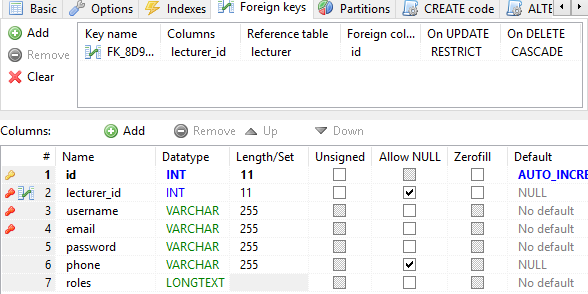 Basic Options Indexes Foreign keys Partitions CREATE code ALTE
Add Key name Columns Reference table Foreign col... On UPDATE On DELETE
Remove FK_8D9... lecturer_id lecturer id RESTRICT CASCADE
Clear
Columns: Add Remove Up Down
# Name Datatype Length/Set Unsigned Allow NULL Zerofill Default
1 id INT 11 AUTO_INCRE
2 lecturer_id INT 11 NULL
3 username VARCHAR 255 No default
4 email VARCHAR 255 No default
5 password VARCHAR 255 No default
6 phone VARCHAR 255 NULL
7 roles LONGTEXT No default